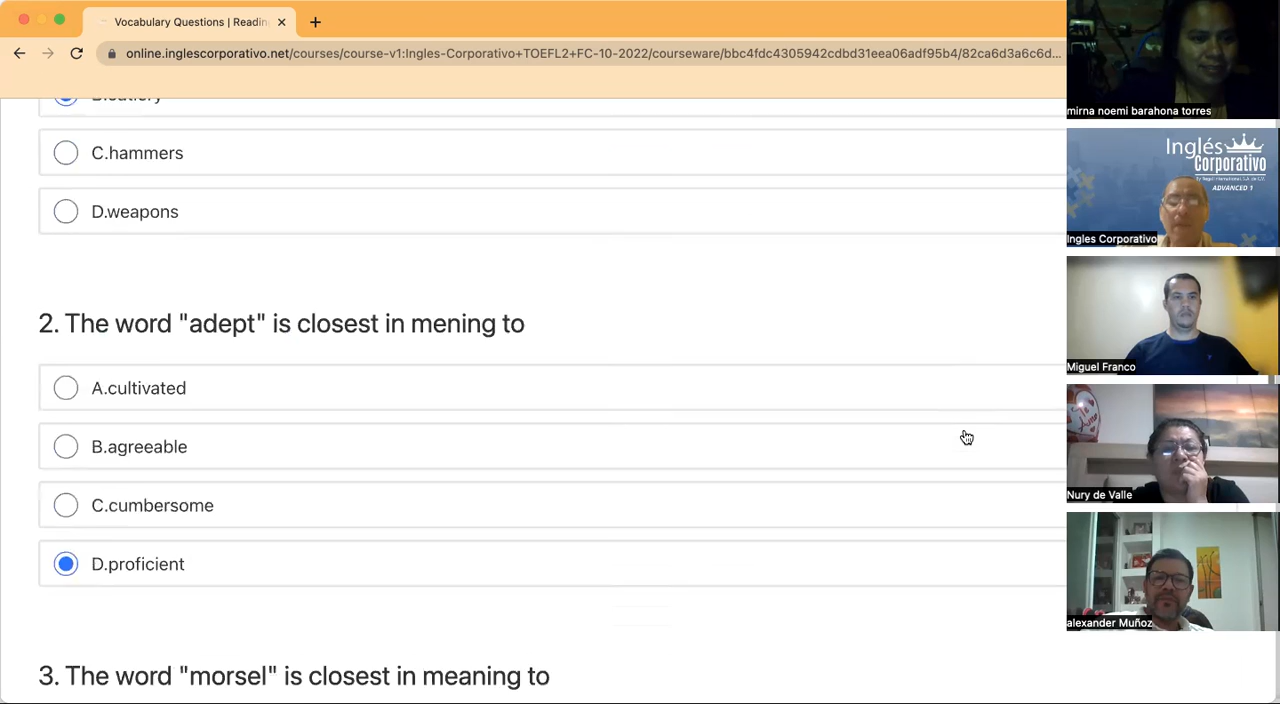 Vocabulary Questions | Readin
online.inglescorporativo.net/courses/course-v1:Ingles-Corporativo+TOEFL2+FC-10-2022/courseware/bbc4fdc4305942cdbd31eea06adf95b4/82ca6d3a6c6d...
C.hammers
D.weapons
2. The word "adept" is closest in mening to
A.cultivated
B.agreeable
C.cumbersome
D.proficient
3. The word "morsel" is closest in meaning to
mirna noemi barahona torres
Inglés
Corporativo
ADVANCED 1
Ingles Corporativo
Miguel Franco
Te
Amo
Nury de Valle
alexander Muñoz